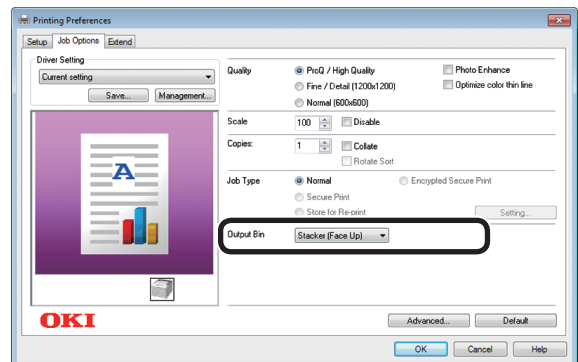 Printing Preferences
Setup Job Options Extend
Driver Setting
Current setting
Save... Management...
A
OKI
Quality ProQ / High Quality Photo Enhance
Fine / Detail (1200x1200) Optimize color thin line
Normal (600x600)
Scale 100 Disable
Copies: 1 Collate
Rotate Sort
Job Type Normal Encrypted Secure Print
Secure Print
Store for Re-print Setting...
Output Bin Stacker (Face Up)
Advanced... Default
OK Cancel Help